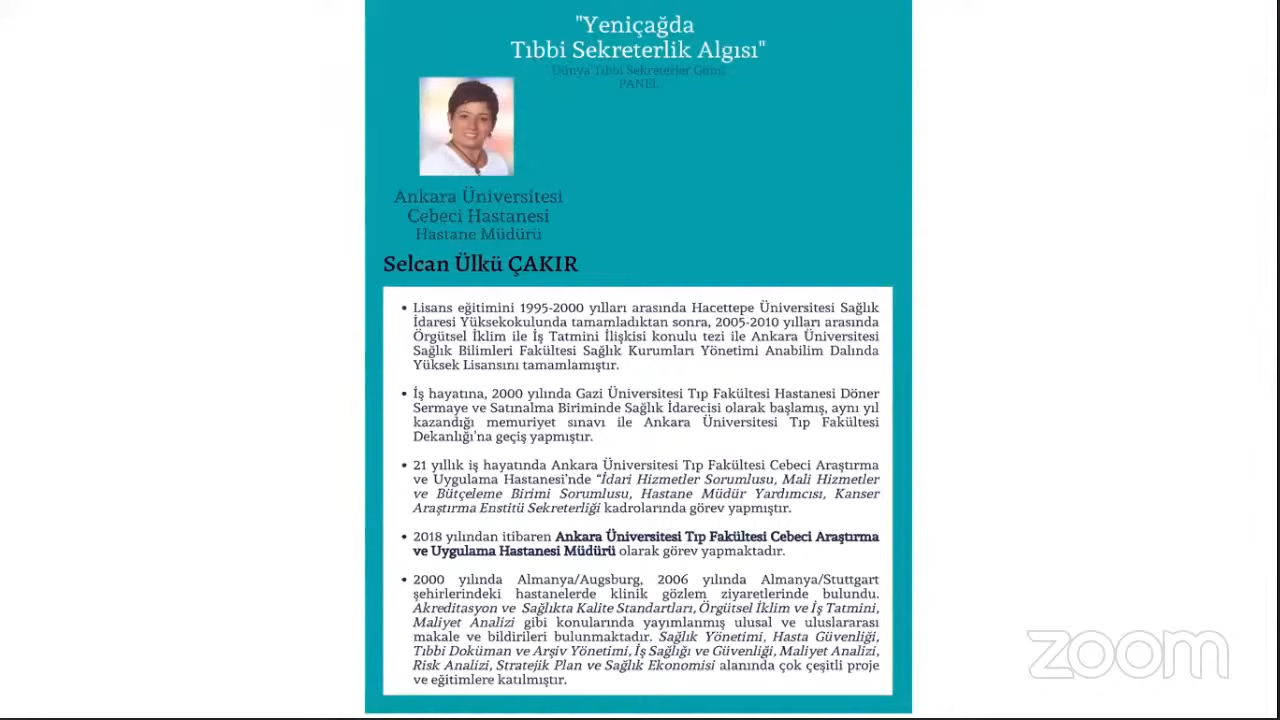 "Yeniçağda
Tıbbi Sekreterlik Algısı"
Dünya Tıbbi Sekreterler Günü
PANEL
Ankara Üniversitesi
Cebeci Hastanesi
Hastane Müdürü
Selcan Ülkü ÇAKIR
• Lisans eğitimini 1995-2000 yılları arasında Hacettepe Üniversitesi Sağlık
İdaresi Yüksekokulunda tamamladıktan sonra, 2005-2010 yılları arasında
Örgütsel İklim ile İş Tatmini İlişkisi konulu tezi ile Ankara Üniversitesi
Sağlık Bilimleri Fakültesi Sağlık Kurumları Yönetimi Anabilim Dalında
Yüksek Lisansını tamamlamıştır.
• İş hayatına, 2000 yılında Gazi Üniversitesi Tıp Fakültesi Hastanesi Döner
Sermaye ve Satınalma Biriminde Sağlık İdarecisi olarak başlamış, aynı yıl
kazandığı memuriyet sınavı ile Ankara Üniversitesi Tıp Fakültesi
Dekanlığı'na geçiş yapmıştır.
• 21 yıllık iş hayatında Ankara Üniversitesi Tıp Fakültesi Cebeci Araştırma
ve Uygulama Hastanesi'nde "İdari Hizmetler Sorumlusu, Mali Hizmetler
ve Bütçeleme Birimi Sorumlusu, Hastane Müdür Yardımcısı, Kanser
Araştırma Enstitü Sekreterliği kadrolarında görev yapmıştır.
• 2018 yılından itibaren Ankara Üniversitesi Tıp Fakültesi Cebeci Araştırma
ve Uygulama Hastanesi Müdürü olarak görev yapmaktadır.
• 2000 yılında Almanya/Augsburg, 2006 yılında Almanya/Stuttgart
şehirlerindeki hastanelerde klinik gözlem ziyaretlerinde bulundu.
Akreditasyon ve Sağlıkta Kalite Standartları, Örgütsel İklim ve İş Tatmini,
Maliyet Analizi gibi konularında yayımlanmış ulusal ve uluslararası
makale ve bildirileri bulunmaktadır. Sağlık Yönetimi, Hasta Güvenliği,
Tıbbi Doküman ve Arşiv Yönetimi, İş Sağlığı ve Güvenliği, Maliyet Analizi,
Risk Analizi, Stratejik Plan ve Sağlık Ekonomisi alanında çok çeşitli proje
ve eğitimlere katılmıştır.
zoom